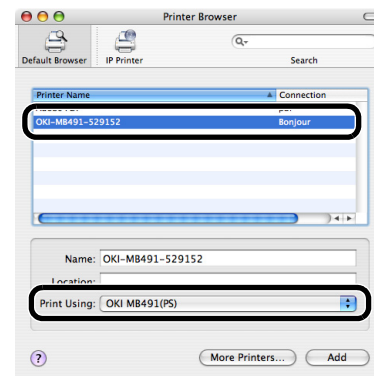 Printer Browser
Default Browser
IP Printer
Search
Printer Name
Connection
OKI-MB491-529152
Bonjour
Name: OKI-MB491-529152
Location:
Print Using: OKI MB491(PS)
?
More Printers...
Add